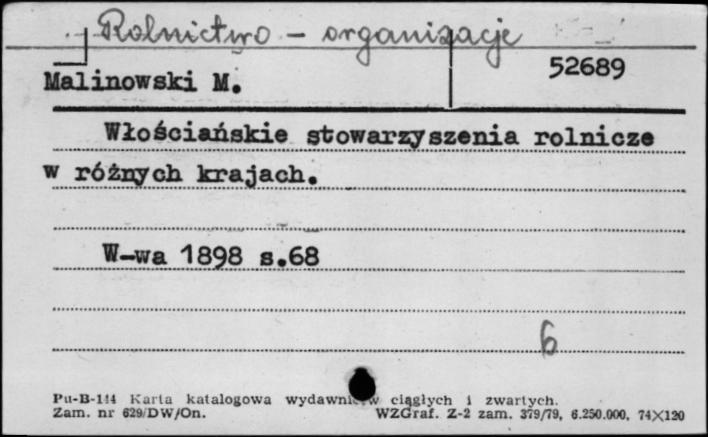 Rolnictwo - organizacje
52689
Malinowski M.
Włościańskie stowarzyszenia rolnicze
w różnych krajach.
W-wa 1898 s.68
6
Pu-B-144 Karta katalogowa wydawnictw ciągłych i zwartych.
Zam. nr 629/DW/On. WZGraf. Z-2 zam. 379/79, 6.250.000, 74X120